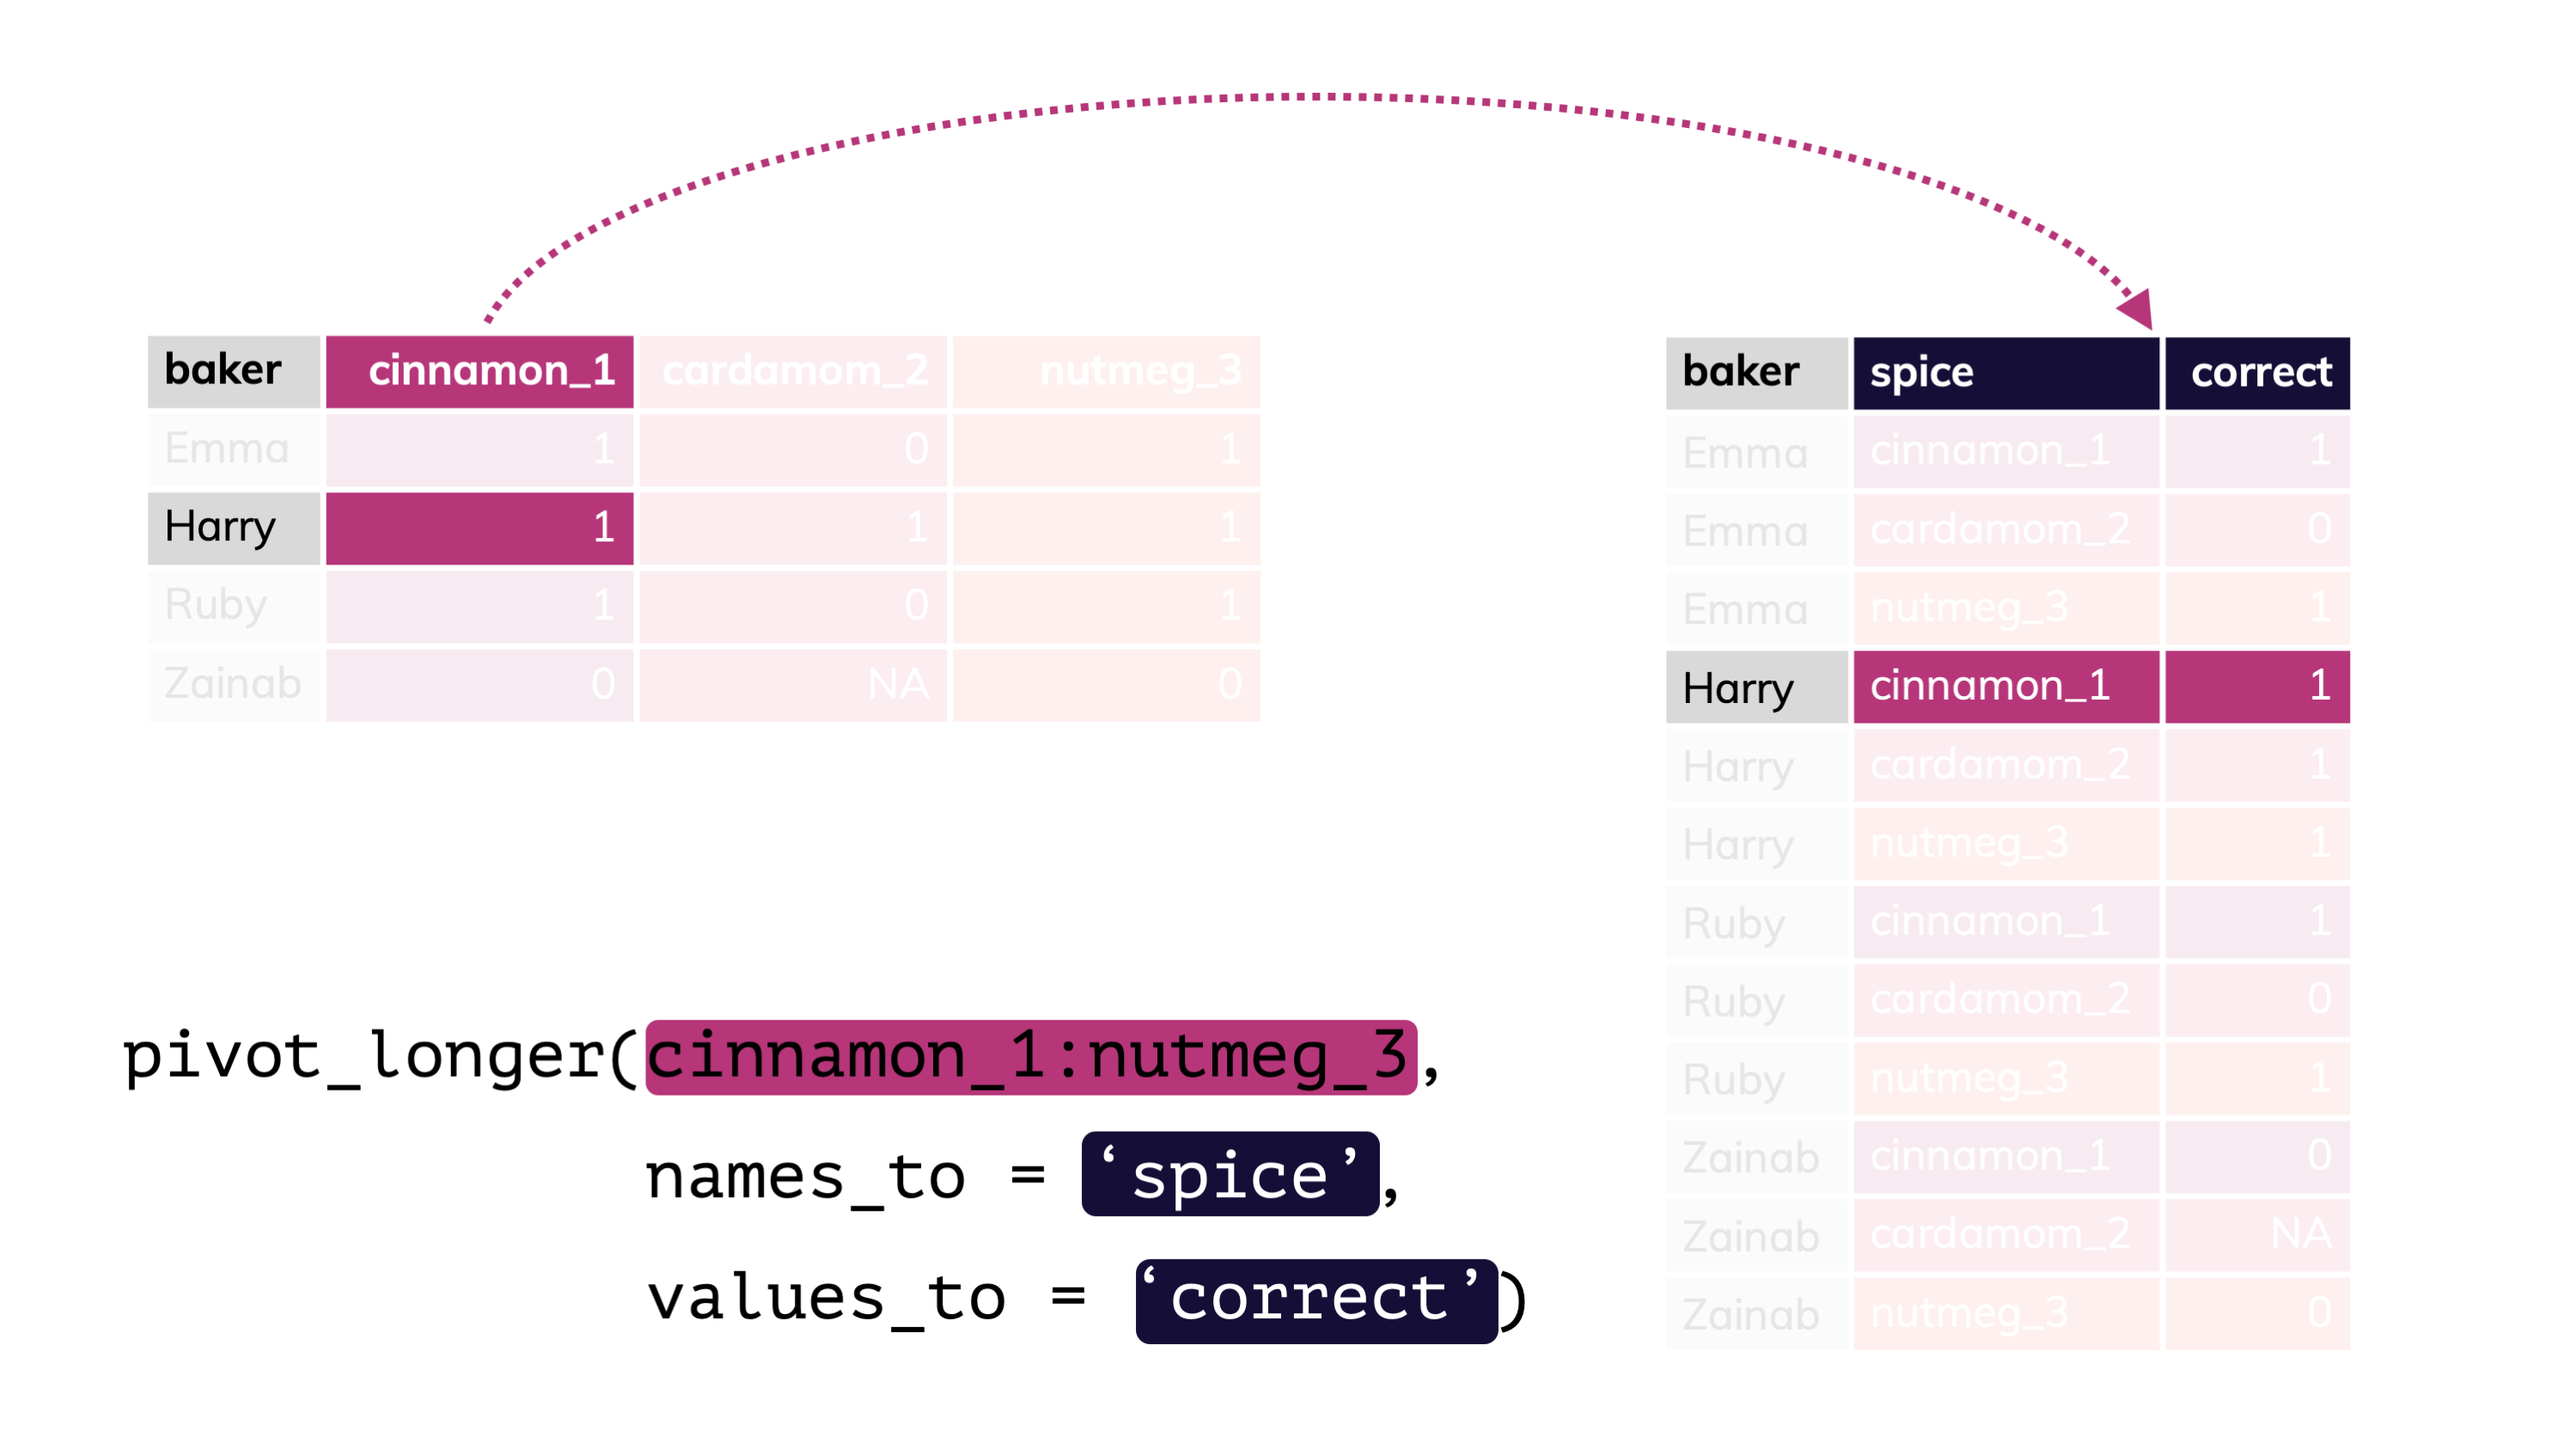 baker cinnamon_1 cardamom_2 nutmeg_3
Emma 1 0 1
Harry 1 1 1
Ruby 1 0 1
Zainab 0 NA 0
baker spice correct
Emma cinnamon_1 1
Emma cardamom_2 0
Emma nutmeg_3 1
Harry cinnamon_1 1
Harry cardamom_2 1
Harry nutmeg_3 1
Ruby cinnamon_1 1
Ruby cardamom_2 0
Ruby nutmeg_3 1
Zainab cinnamon_1 0
Zainab cardamom_2 NA
Zainab nutmeg_3 0
pivot_longer(cinnamon_1:nutmeg_3,
names_to = ‘spice’,
values_to = ‘correct’)